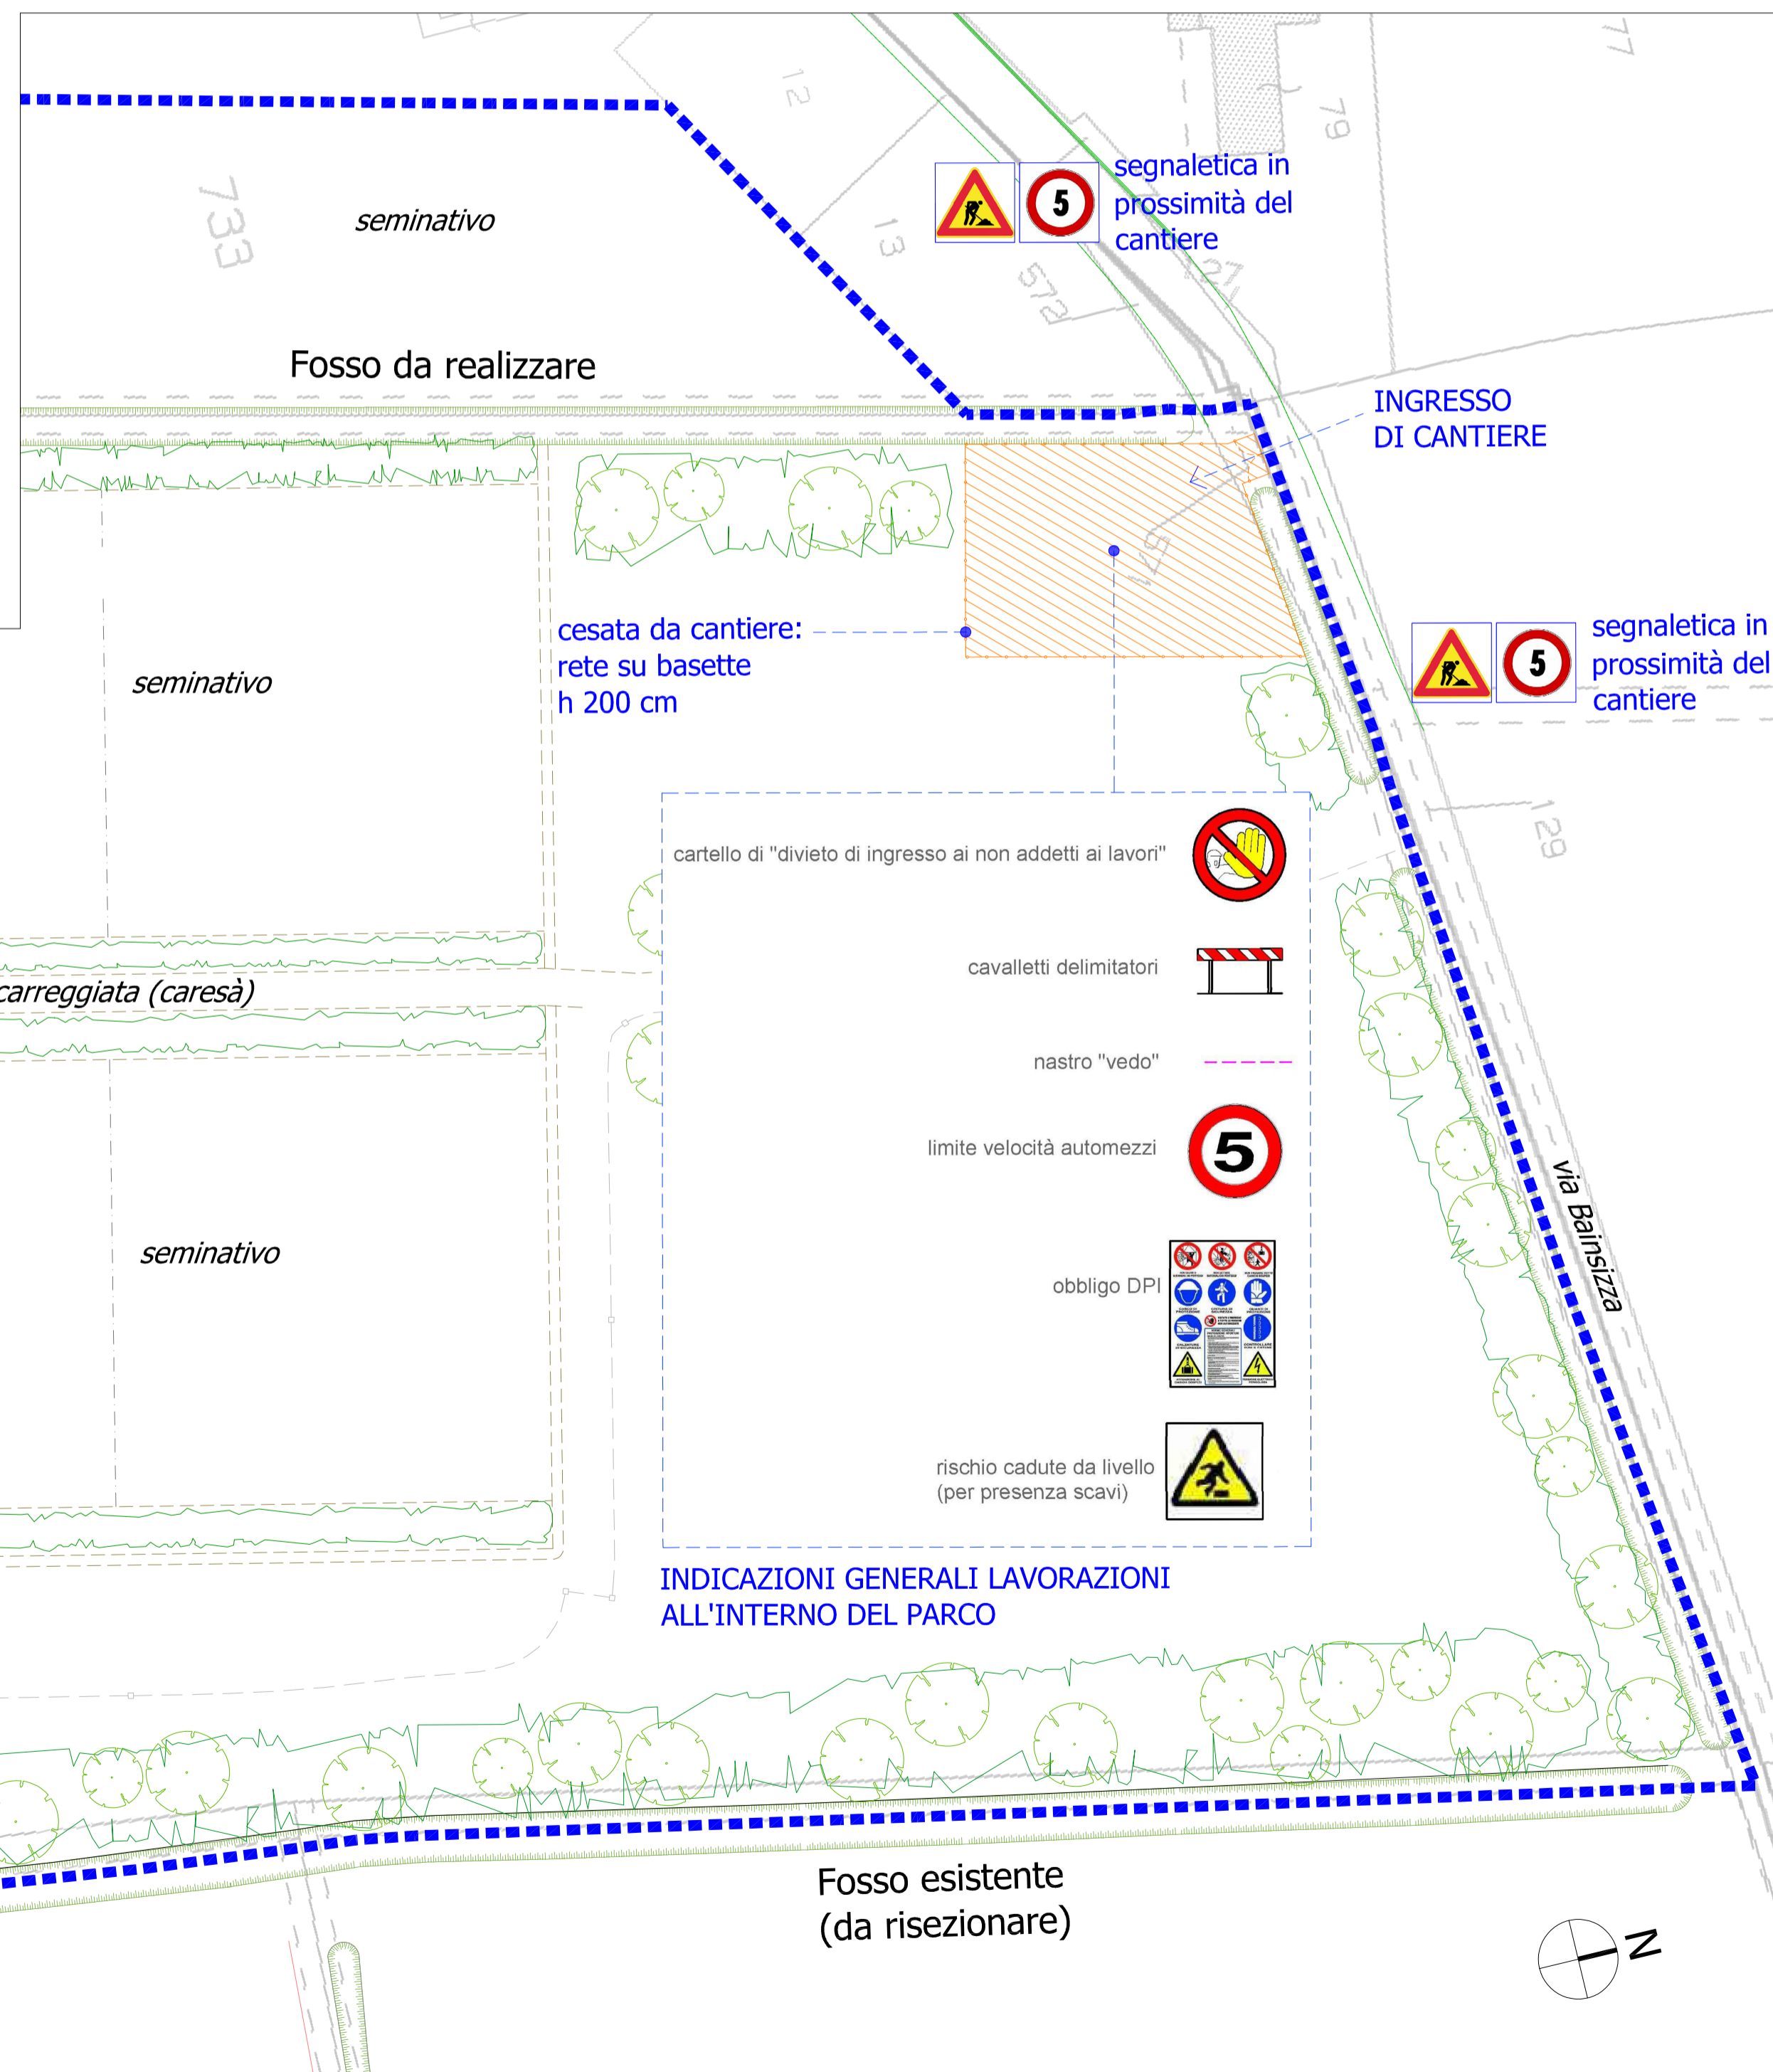 12
77
79
segnaletica in
prossimità del
cantiere
5
733
seminativo
13
572
27
Fosso da realizzare
INGRESSO
DI CANTIERE
571
cesata da cantiere:
rete su basette
h 200 cm
segnaletica in
prossimità del
cantiere
5
seminativo
129
cartello di "divieto di ingresso ai non addetti ai lavori"
cavalletti delimitatori
carreggiata (caresà)
nastro "vedo"
limite velocità automezzi
5
via Bainsizza
seminativo
obbligo DPI
rischio cadute da livello
(per presenza scavi)
INDICAZIONI GENERALI LAVORAZIONI
ALL'INTERNO DEL PARCO
Fosso esistente
(da risezionare)
N